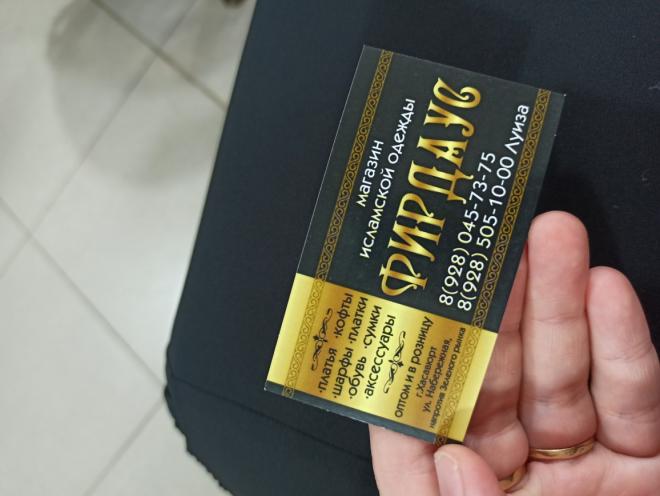 магазин
исламской одежды
ФИРДАУС
8(928) 045-73-75
8(928) 505-10-00 Луиза
·платья ·кофты
·шарфы ·платки
·обувь ·сумки
·аксессуары
оптом и в розницу
г.Хасавюрт
ул. Набережная,
напротив Зеленого рынка